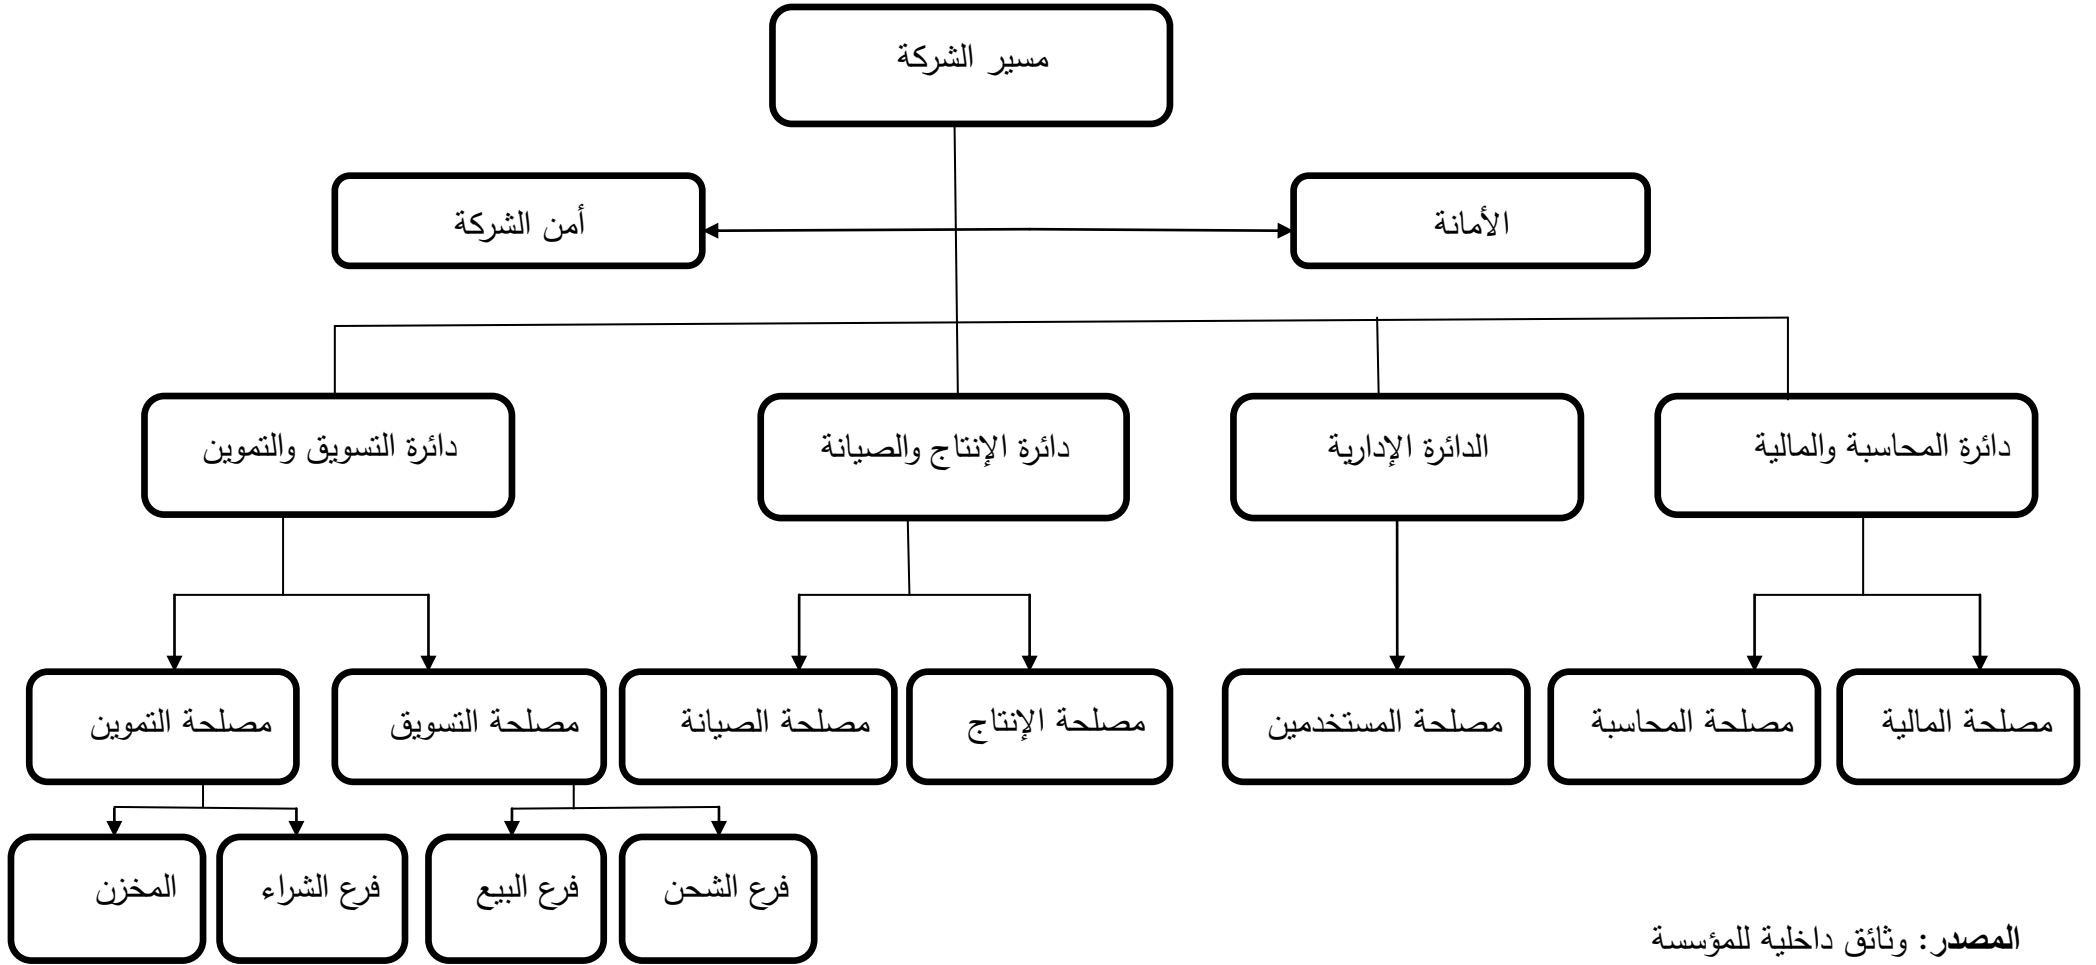 مسير الشركة
الأمانة
أمن الشركة
دائرة المحاسبة والمالية
الدائرة الإدارية
دائرة الإنتاج والصيانة
دائرة التسويق والتموين
مصلحة المالية
مصلحة المحاسبة
مصلحة المستخدمين
مصلحة الإنتاج
مصلحة الصيانة
مصلحة التسويق
مصلحة التموين
فرع الشحن
فرع البيع
فرع الشراء
المخزن
المصدر: وثائق داخلية للمؤسسة